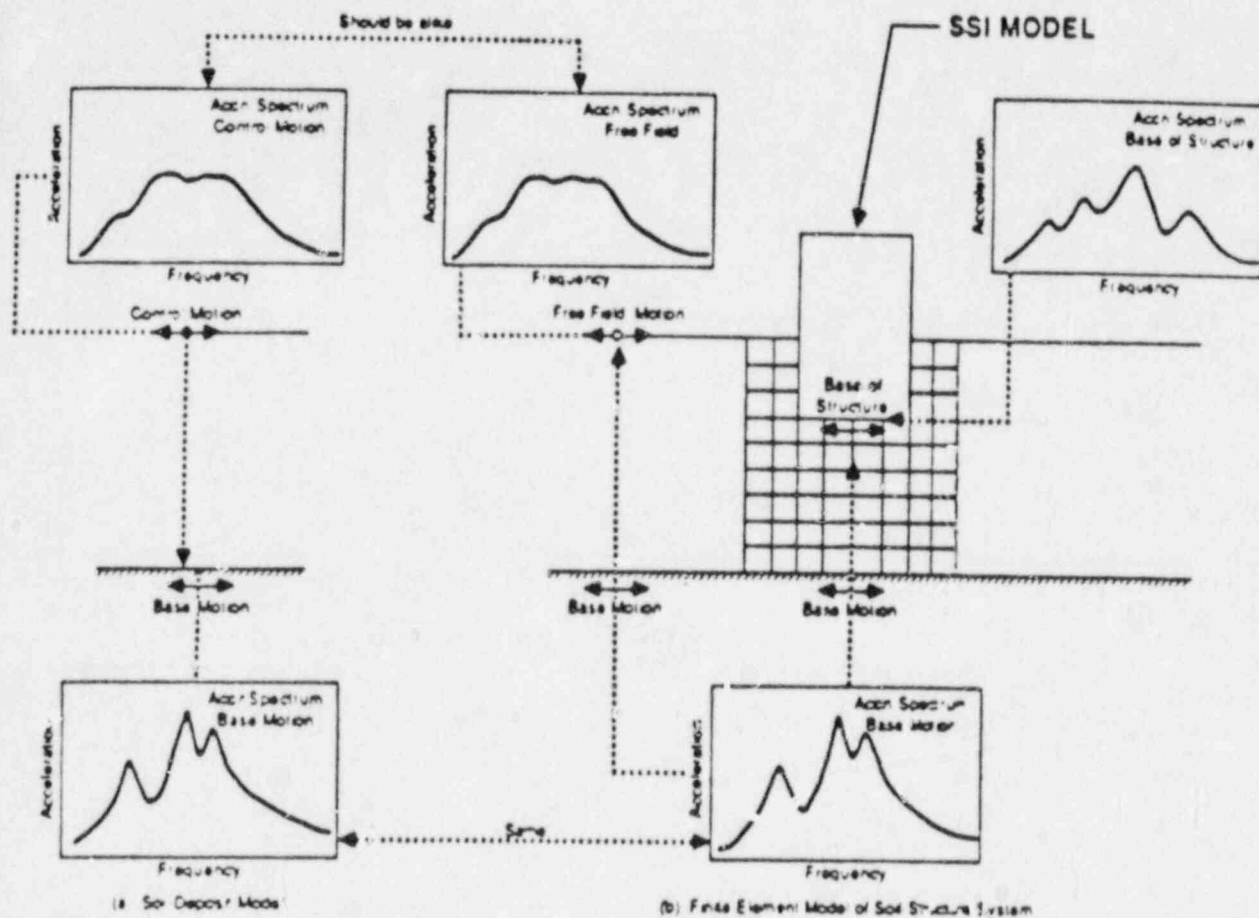 Should be alike
SSI MODEL
Accn Spectrum
Control Motion
Acceleration
Frequency
Accn Spectrum
Free Field
Acceleration
Frequency
Accn Spectrum
Base of Structure
Acceleration
Frequency
Control Motion
Free Field Motion
Base of
Structure
Base Motion
Base Motion
Base Motion
Accn Spectrum
Base Motion
Acceleration
Frequency
Accn Spectrum
Base Motion
Acceleration
Frequency
Same
(a) Soil Deposit Model
(b) Finite Element Model of Soil Structure System